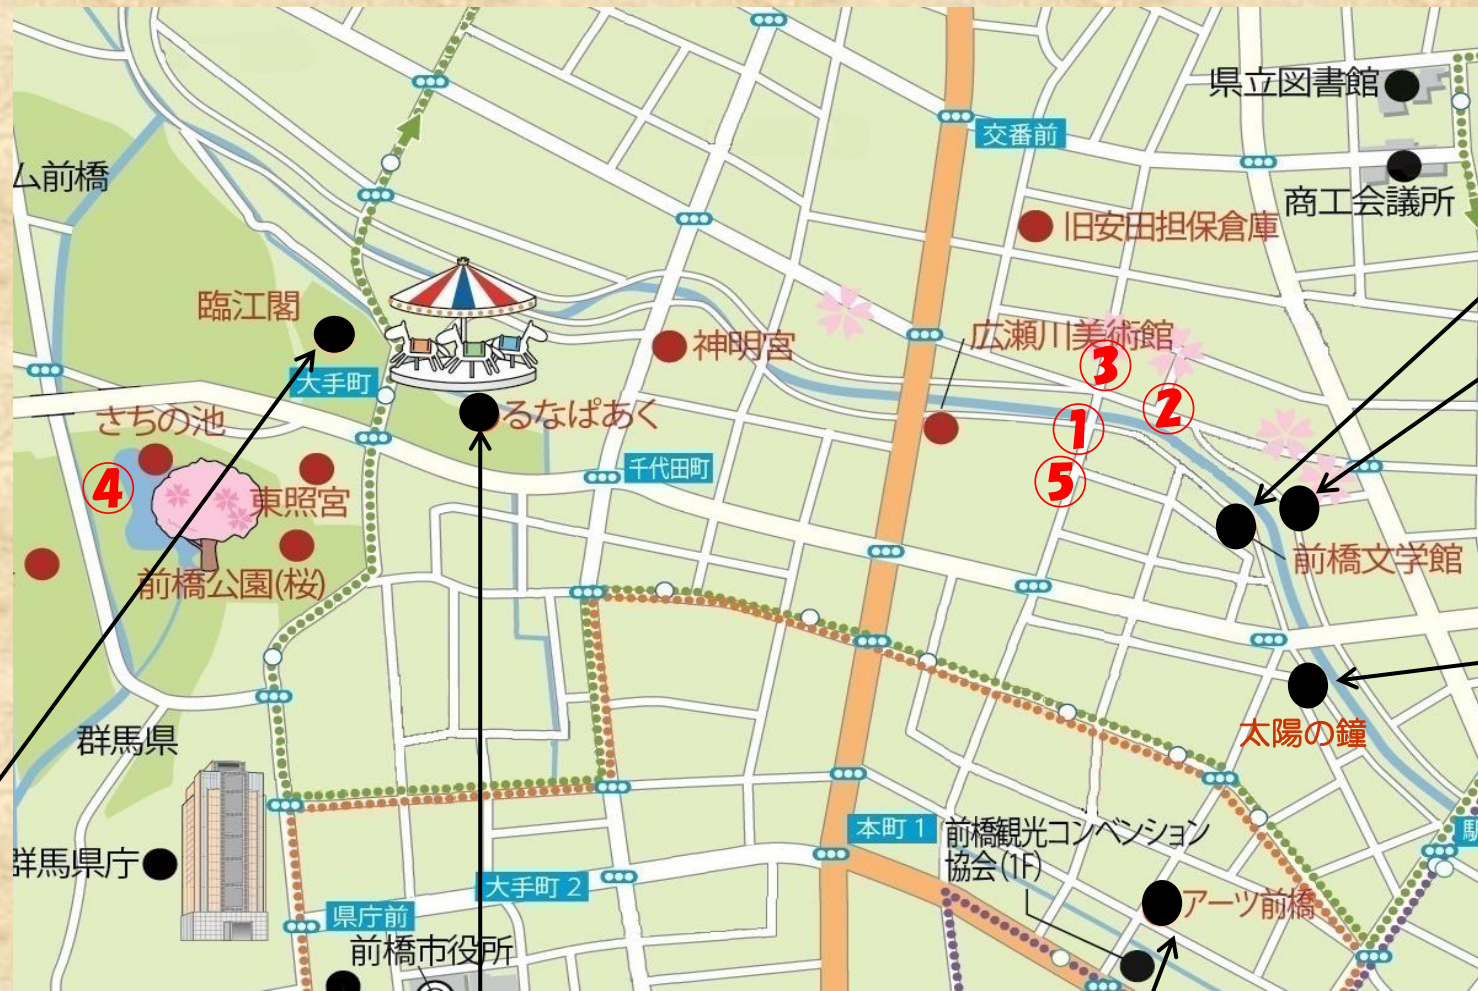 県立図書館
交番前
ム前橋
商工会議所
旧安田担保倉庫
臨江閣
神明宮
広瀬川美術館
③
大手町
さちの池
るなぱあく
②
①
千代田町
⑤
④
東照宮
前橋文学館
前橋公園(桜)
太陽の鐘
群馬県
本町1
前橋観光コンベンション
協会(1F)
駅
群馬県庁
大手町2
アーツ前橋
県庁前
前橋市役所